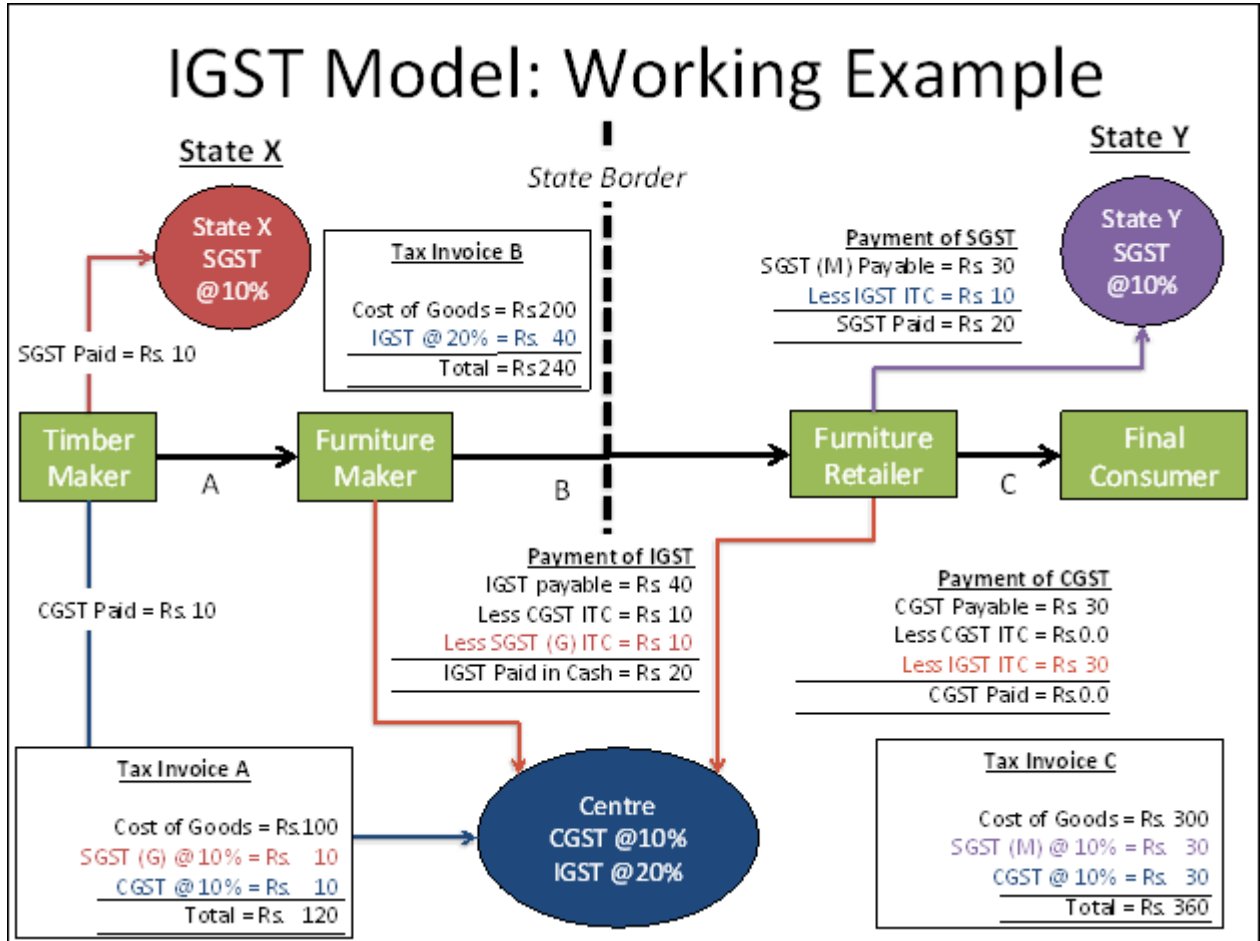 IGST Model: Working Example
State X
State Border
State Y
State X
SGST
@10%
Tax Invoice B
Cost of Goods = Rs.200
IGST @ 20% = Rs. 40
Total = Rs 240
Payment of SGST
SGST (M) Payable = Rs. 30
Less IGST ITC = Rs. 10
SGST Paid = Rs. 20
State Y
SGST
@10%
SGST Paid = Rs. 10
Timber
Maker
A
Furniture
Maker
B
Furniture
Retailer
C
Final
Consumer
CGST Paid = Rs. 10
Payment of IGST
IGST payable = Rs. 40
Less CGST ITC = Rs. 10
Less SGST (G) ITC = Rs. 10
IGST Paid in Cash = Rs. 20
Payment of CGST
CGST Payable = Rs. 30
Less CGST ITC = Rs.0.0
Less IGST ITC = Rs. 30
CGST Paid = Rs.0.0
Tax Invoice A
Cost of Goods = Rs.100
SGST (G) @ 10% = Rs. 10
CGST @ 10% = Rs. 10
Total = Rs. 120
Centre
CGST @10%
IGST @20%
Tax Invoice C
Cost of Goods = Rs. 300
SGST (M) @ 10% = Rs. 30
CGST @ 10% = Rs. 30
Total = Rs. 360